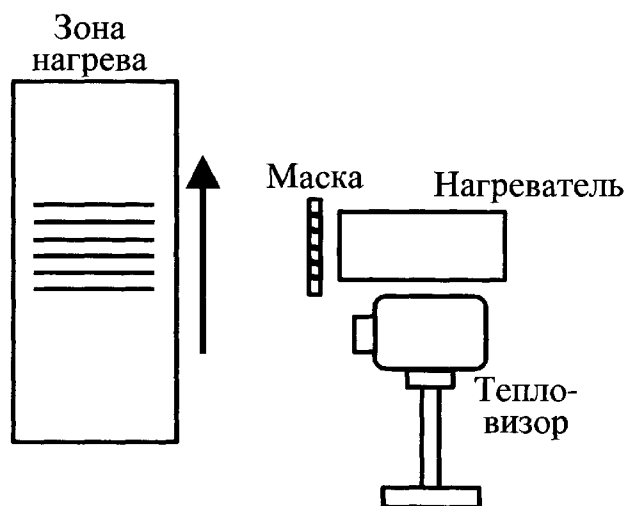 Зона
нагрева
Маска
Нагреватель
Тепло-
визор